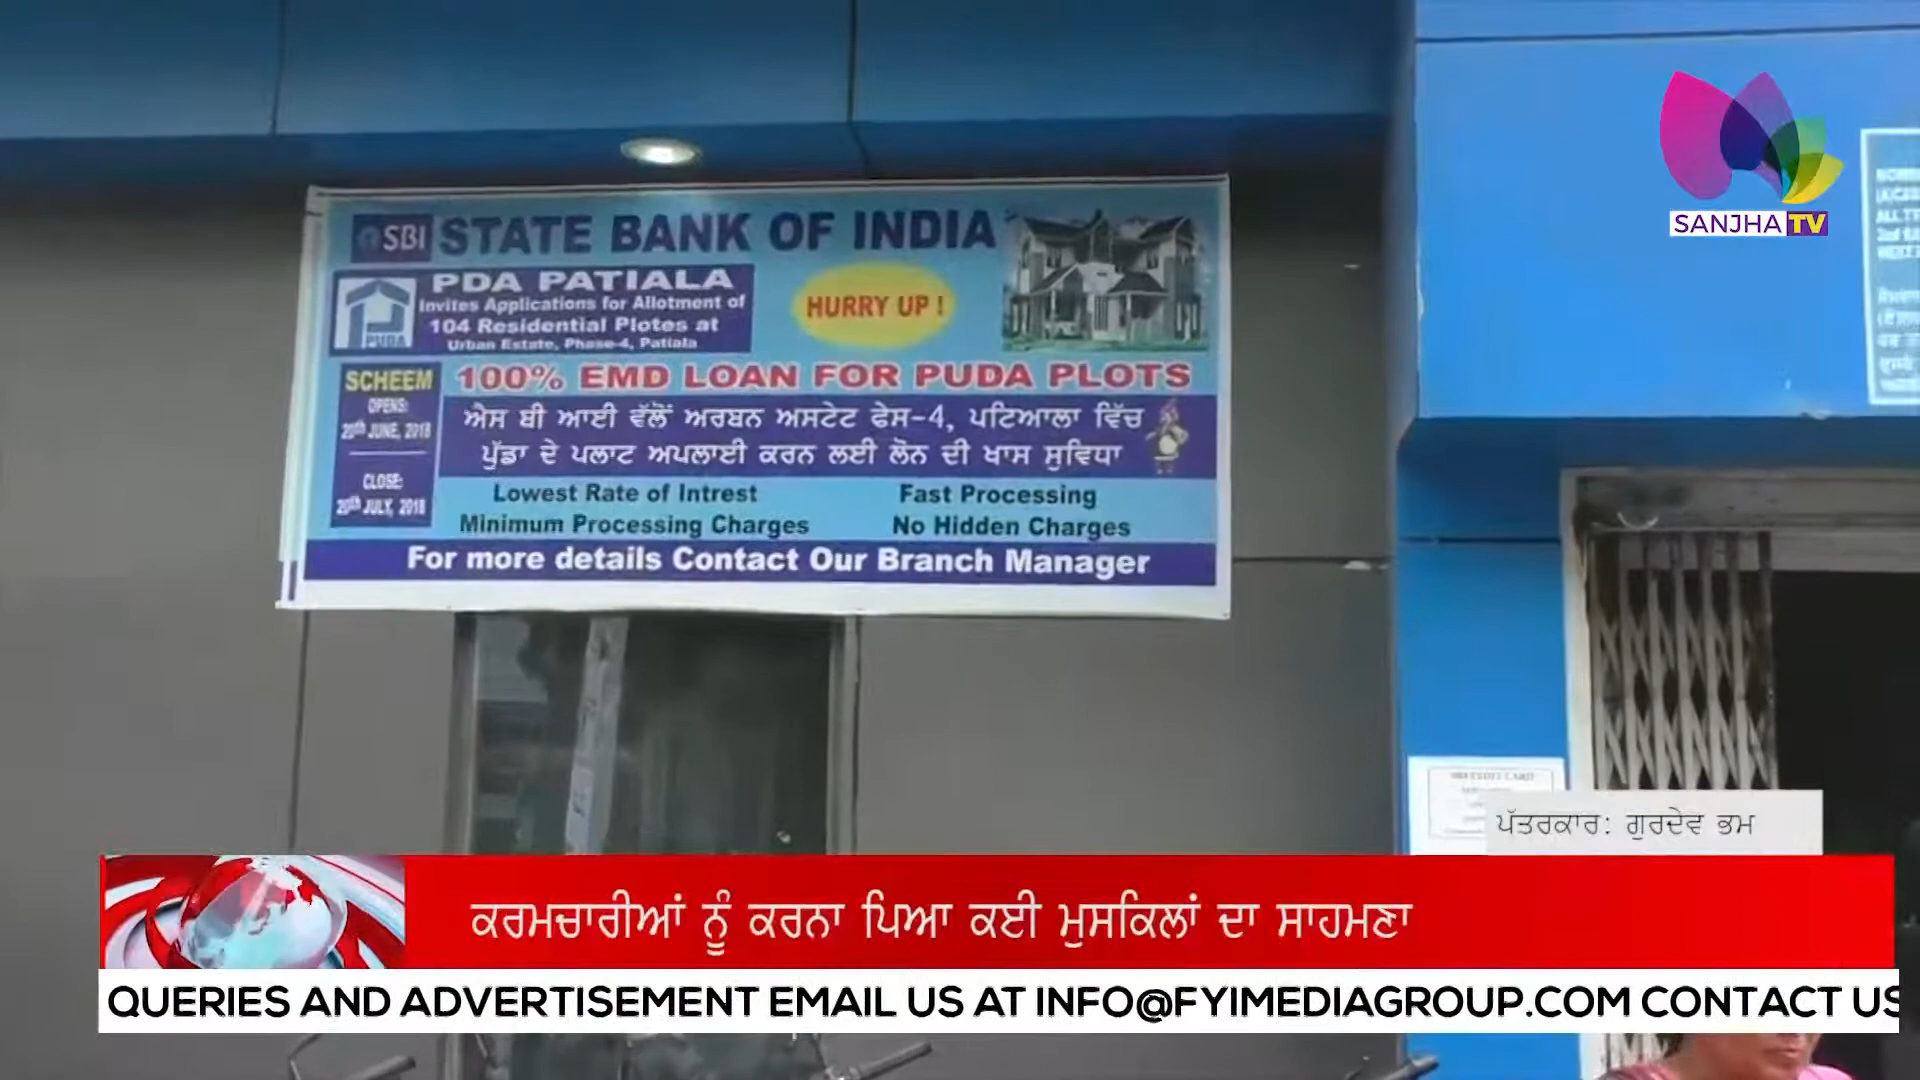 SBI STATE BANK OF INDIA
PDA PATIALA
Invites Applications for Allotment of
104 Residential Plotes at
Urban Estate, Phase-4, Patiala
PUDA
HURRY UP !
SCHEEM
OPENS:
20th JUNE, 2018
CLOSE:
20th JULY, 2018
100% EMD LOAN FOR PUDA PLOTS
ਐਸ ਬੀ ਆਈ ਵੱਲੋਂ ਅਰਬਨ ਅਸਟੇਟ ਫੇਸ-4, ਪਟਿਆਲਾ ਵਿੱਚ
ਪੁੱਡਾ ਦੇ ਪਲਾਟ ਅਪਲਾਈ ਕਰਨ ਲਈ ਲੋਨ ਦੀ ਖਾਸ ਸੁਵਿਧਾ
Lowest Rate of Intrest
Fast Processing
Minimum Processing Charges
No Hidden Charges
For more details Contact Our Branch Manager
SANJHA TV
ਪੱਤਰਕਾਰ: ਗੁਰਦੇਵ ਭਮ
ਕਰਮਚਾਰੀਆਂ ਨੂੰ ਕਰਨਾ ਪਿਆ ਕਈ ਮੁਸਕਿਲਾਂ ਦਾ ਸਾਹਮਣਾ
QUERIES AND ADVERTISEMENT EMAIL US AT INFO@FYIMEDIAGROUP.COM CONTACT US